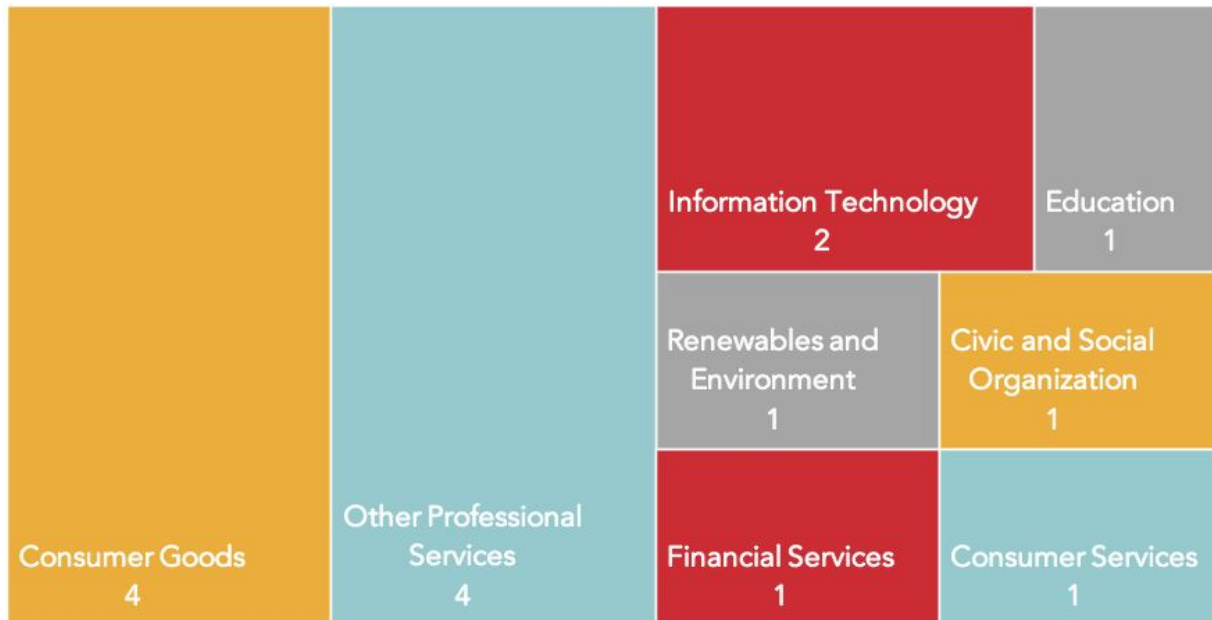 Consumer Goods
4
Other Professional
Services
4
Information Technology
2
Education
1
Renewables and
Environment
1
Civic and Social
Organization
1
Financial Services
1
Consumer Services
1